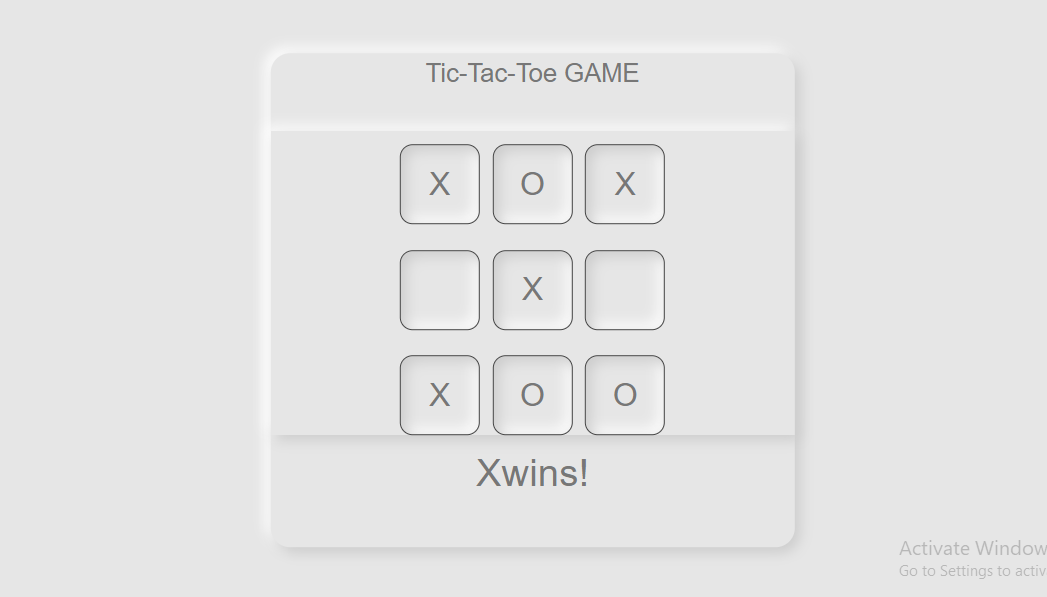 Tic-Tac-Toe GAME
X O X
X
X O O
Xwins!
Activate Window
Go to Settings to activ